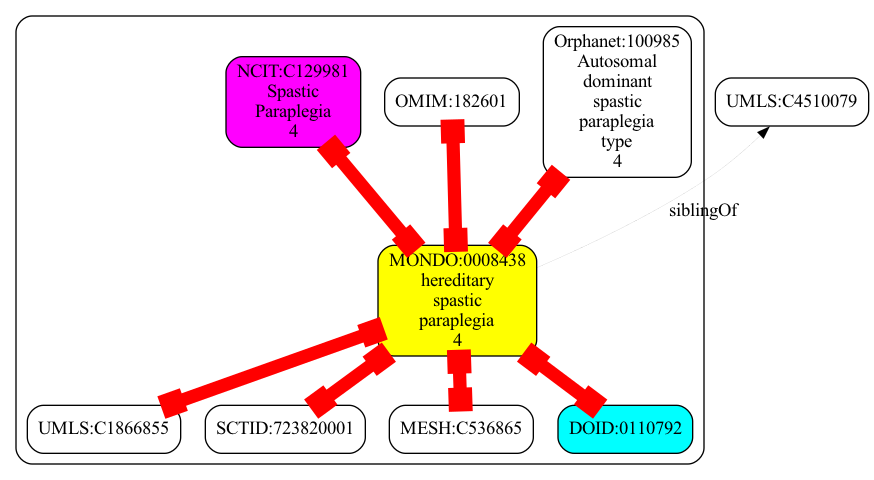 NCIT:C129981
Spastic
Paraplegia
4
OMIM:182601
Orphanet:100985
Autosomal
dominant
spastic
paraplegia
type
4
UMLS:C4510079
siblingOf
MONDO:0008438
hereditary
spastic
paraplegia
4
UMLS:C1866855
SCTID:723820001
MESH:C536865
DOID:0110792